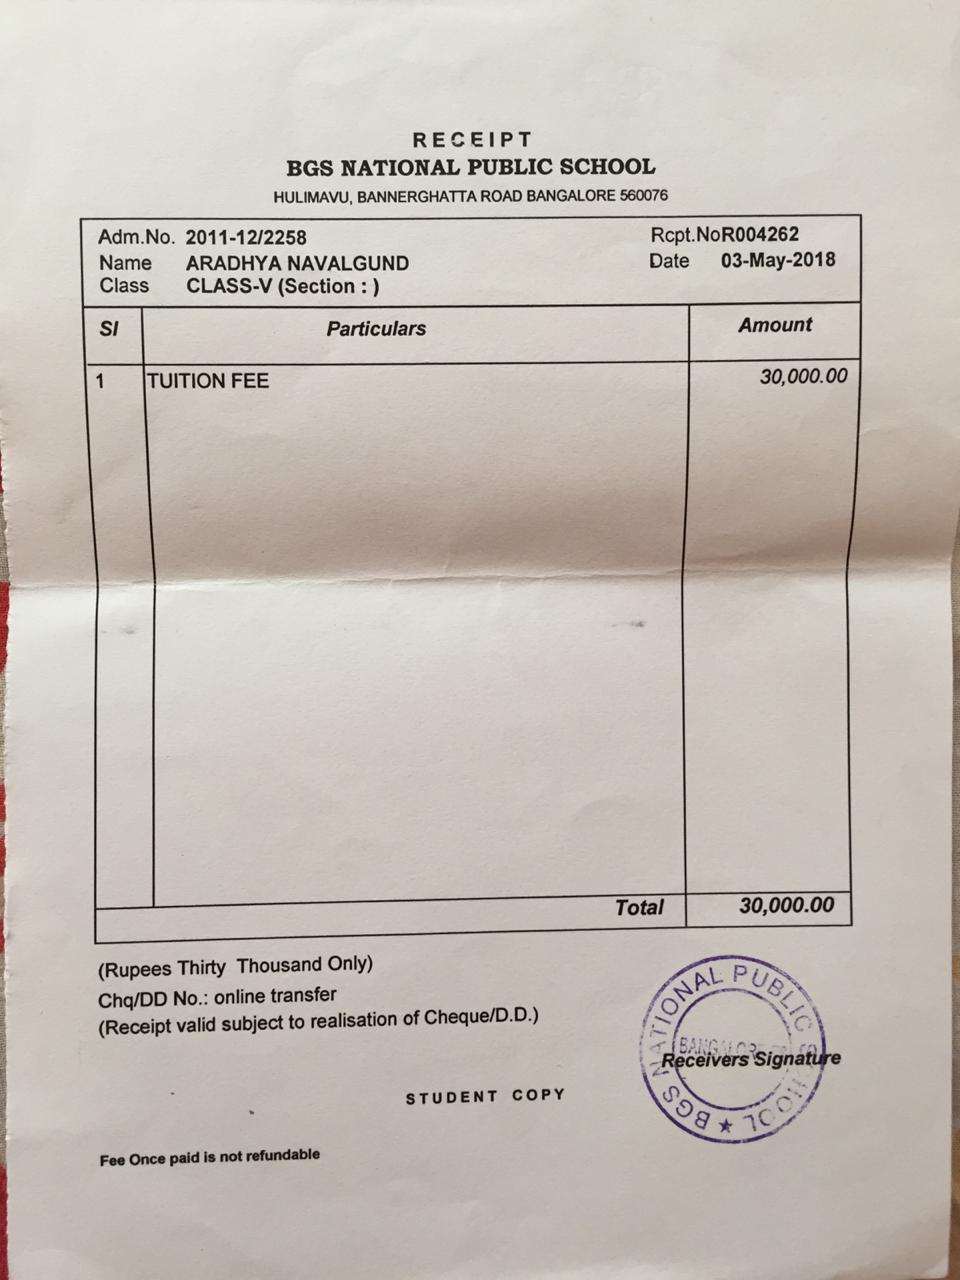 RECEIPT
BGS NATIONAL PUBLIC SCHOOL
HULIMAVU, BANNERGHATTA ROAD BANGALORE 560076
Adm.No. 2011-12/2258 Rcpt.NoR004262
Name ARADHYA NAVALGUND Date 03-May-2018
Class CLASS-V (Section : )
Sl Particulars Amount
1 TUITION FEE 30,000.00
Total 30,000.00
(Rupees Thirty Thousand Only)
Chq/DD No.: online transfer
(Receipt valid subject to realisation of Cheque/D.D.)
BGS NATIONAL PUBLIC SCHOOL ★
Receivers Signature
STUDENT COPY
Fee Once paid is not refundable